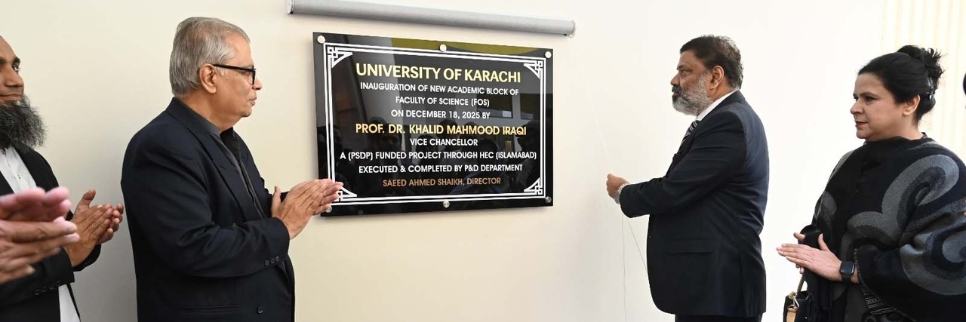 UNIVERSITY OF KARACHI
INAUGURATION OF NEW ACADEMIC BLOCK OF
FACULTY OF SCIENCE (FOS)
ON DECEMBER 18, 2025 BY
PROF. DR. KHALID MAHMOOD IRAQI
VICE CHANCELLOR
A (PSDP) FUNDED PROJECT THROUGH HEC (ISLAMABAD)
EXECUTED & COMPLETED BY P&D DEPARTMENT
SAEED AHMED SHAIKH, DIRECTOR